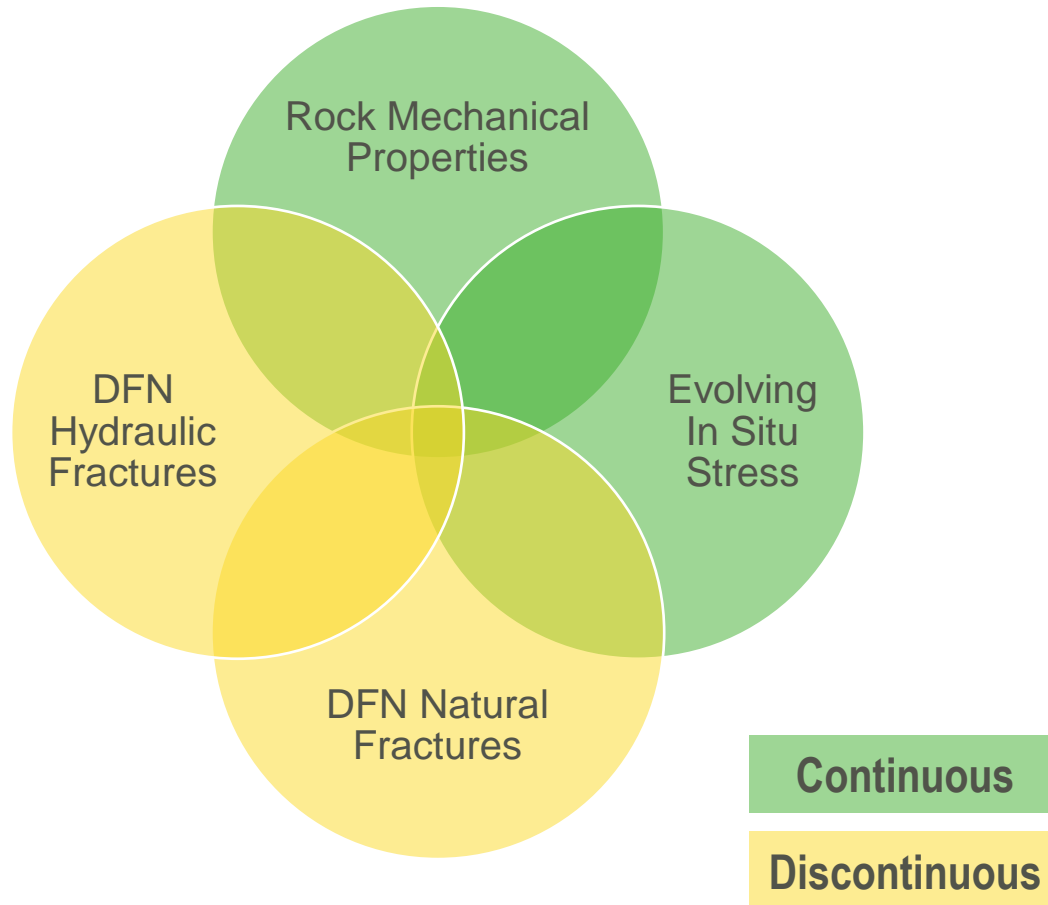 Rock Mechanical
Properties
DFN
Hydraulic
Fractures
Evolving
In Situ
Stress
DFN Natural
Fractures
Continuous
Discontinuous